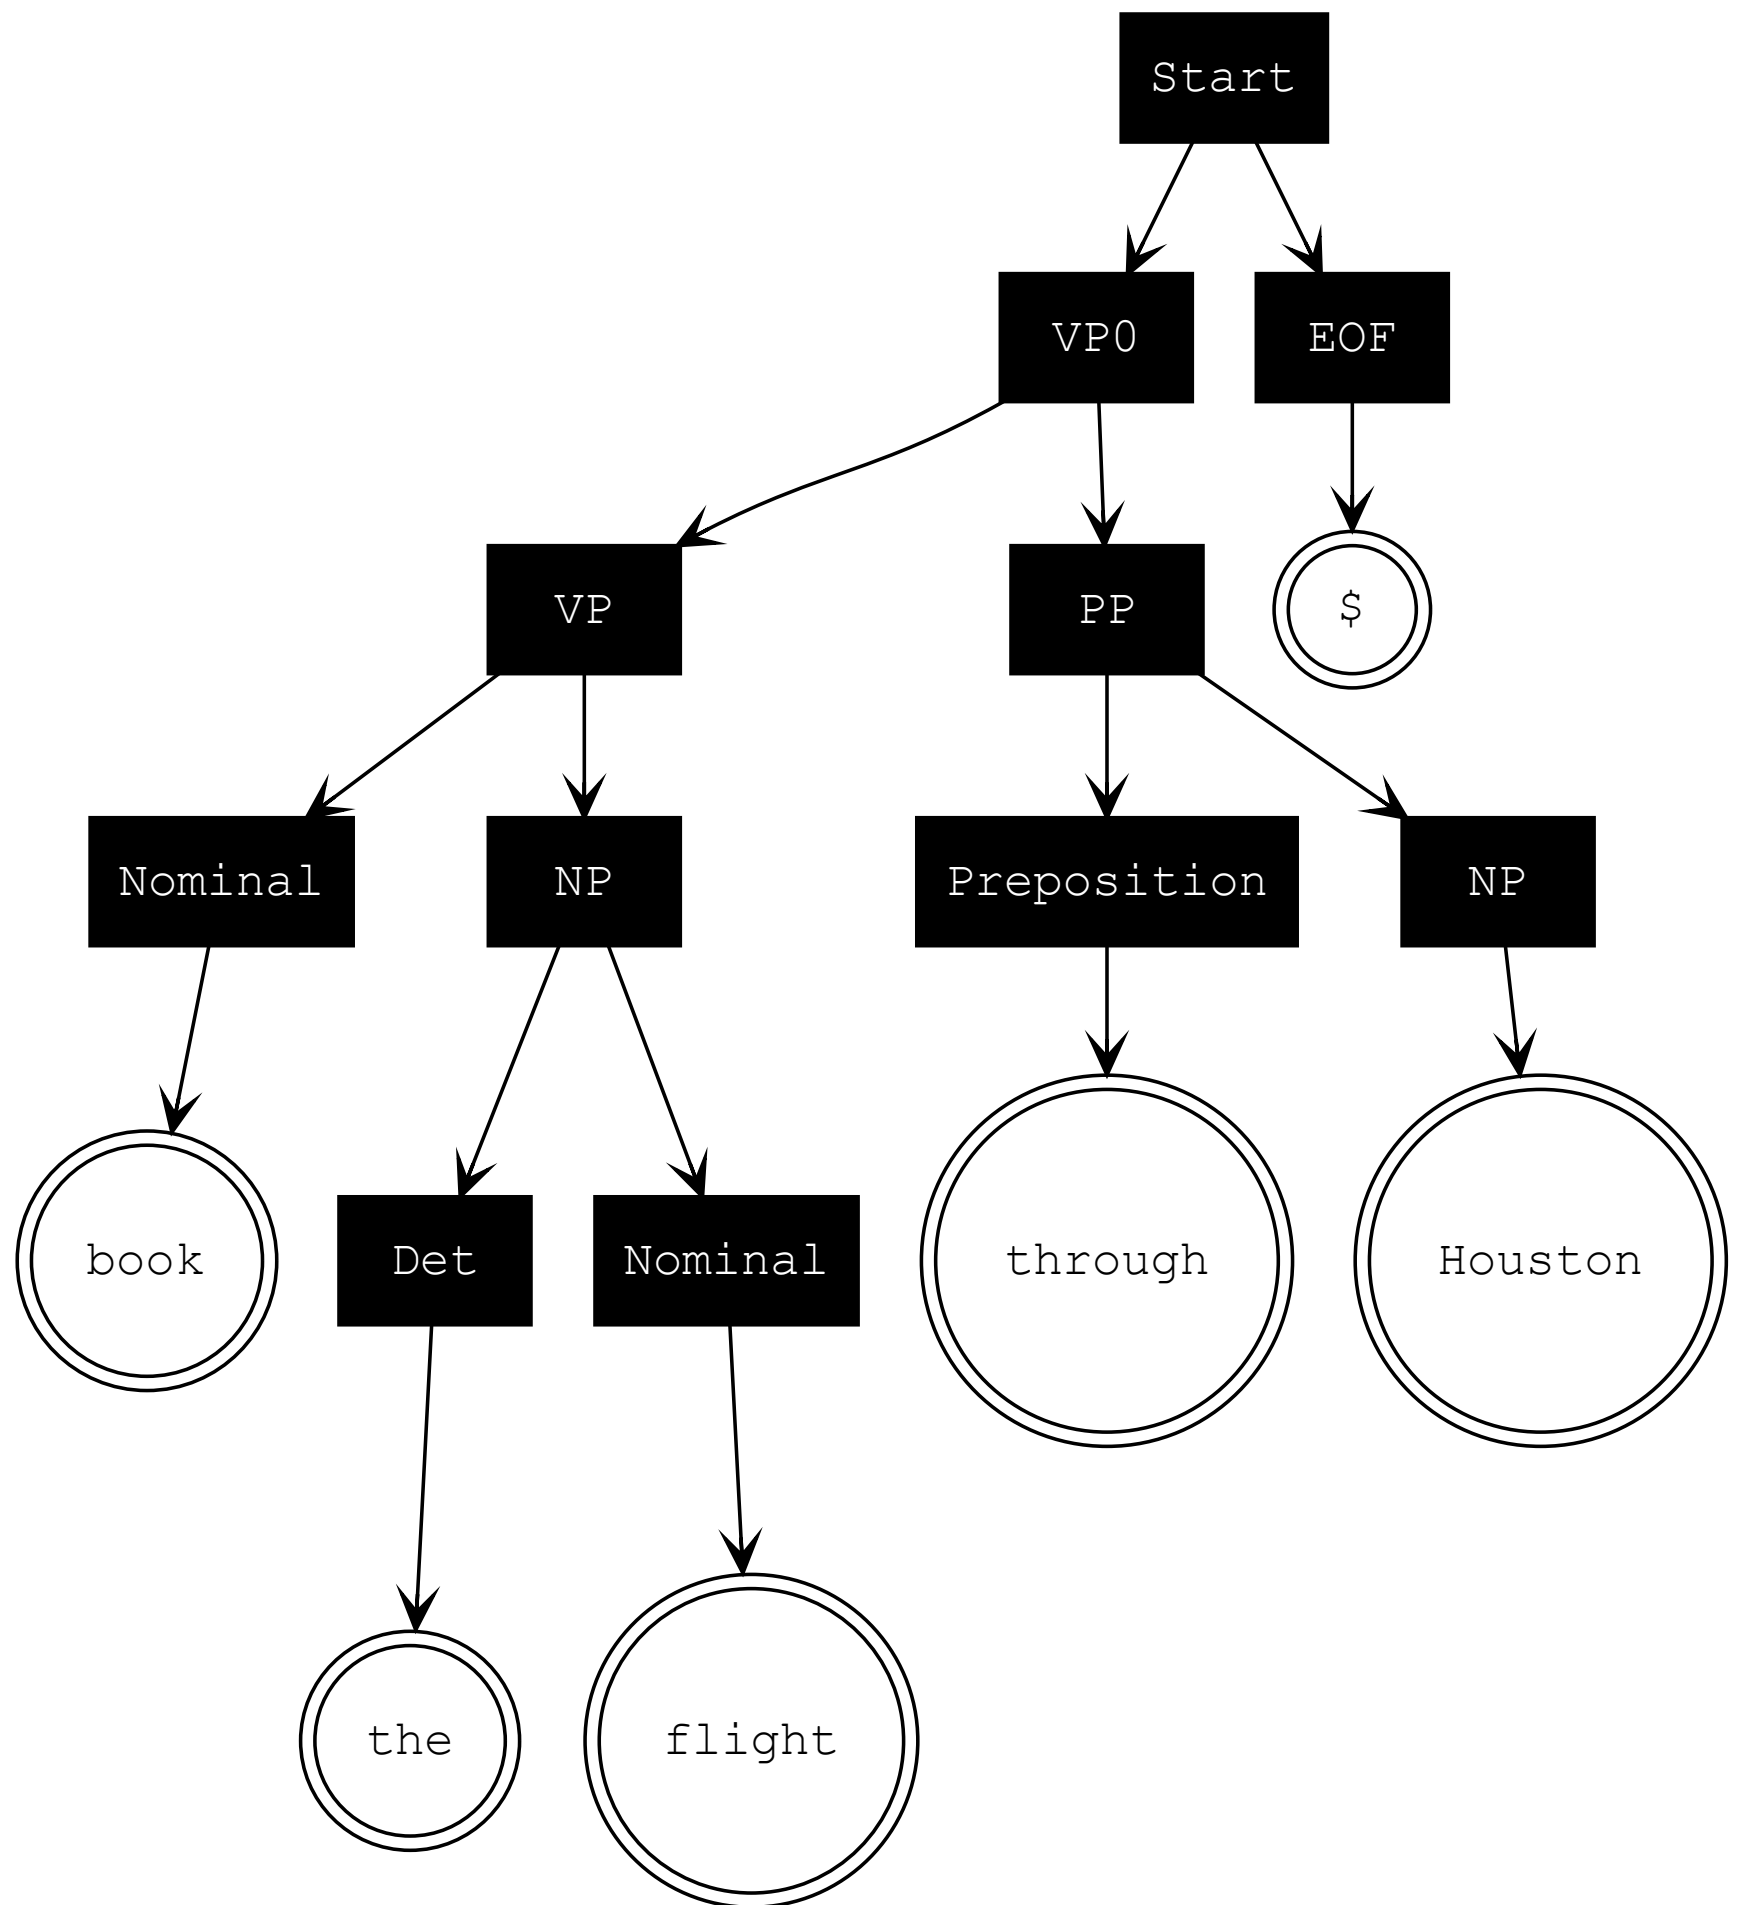 Start
VP0
EOF
VP
PP
$
Nominal
NP
Preposition
NP
book
Det
Nominal
through
Houston
the
flight